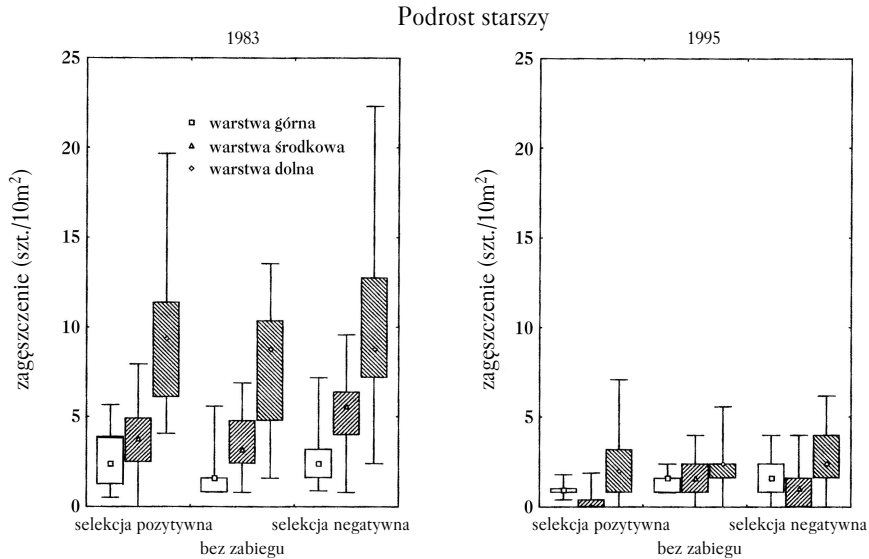 Podrost starszy
1983
25
20
15
10
5
0
zagęszczenie (szt./10m²)
warstwa górna
warstwa środkowa
warstwa dolna
selekcja pozytywna
selekcja negatywna
bez zabiegu
1995
25
20
15
10
5
0
zagęszczenie (szt./10m²)
selekcja pozytywna
selekcja negatywna
bez zabiegu